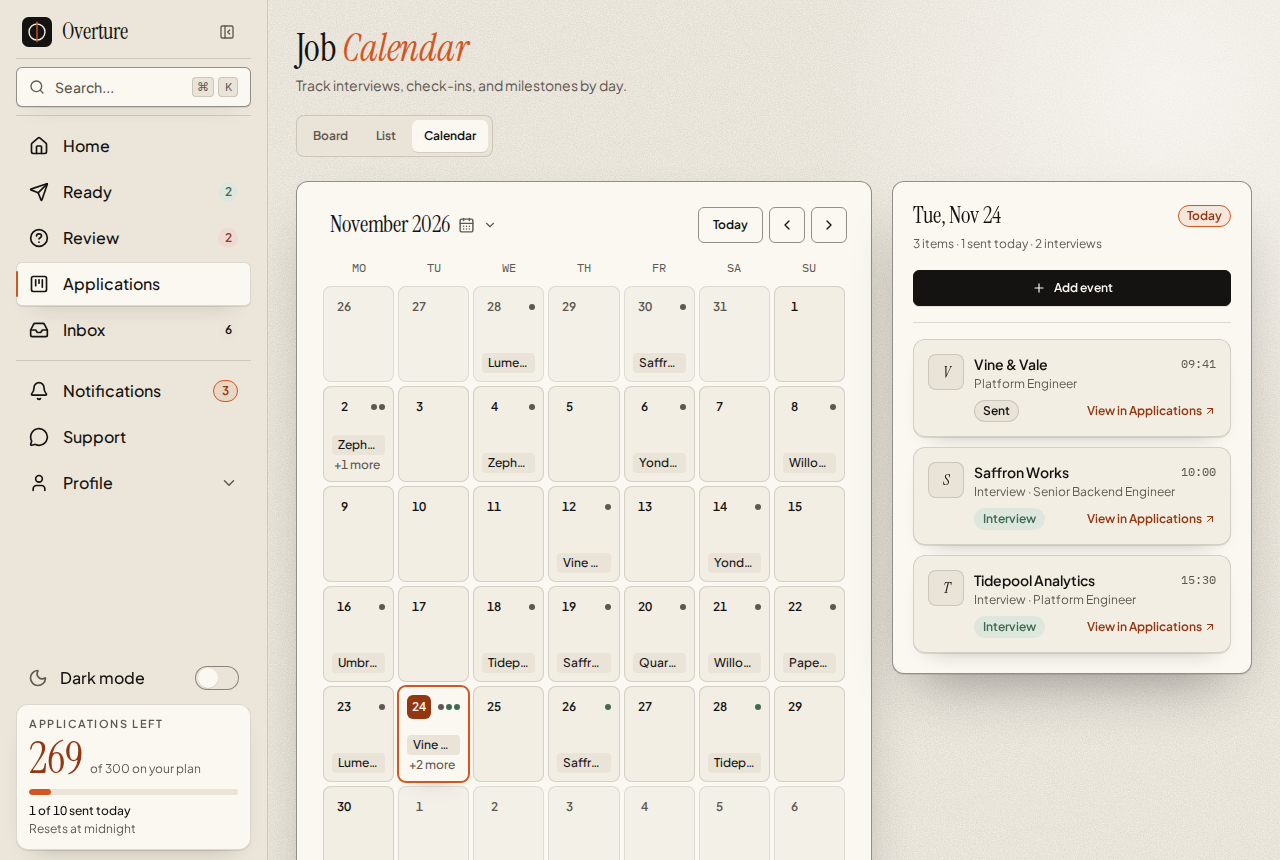 Overture
Search...
⌘ K
Home
Ready 2
Review 2
Applications
Inbox 6
Notifications 3
Support
Profile
Dark mode
APPLICATIONS LEFT
269 of 300 on your plan
1 of 10 sent today
Resets at midnight
Job Calendar
Track interviews, check-ins, and milestones by day.
Board List Calendar
November 2026
Today
MO TU WE TH FR SA SU
26 27 28 29 30 31 1
Lume... Saffr...
2 3 4 5 6 7 8
Zeph... Zeph... Yond... Willo...
+1 more
9 10 11 12 13 14 15
Vine ... Yond...
16 17 18 19 20 21 22
Umbr... Tidep... Saffr... Quar... Willo... Pape...
23 24 25 26 27 28 29
Lume... Vine ... Saffr... Tidep...
+2 more
30 1 2 3 4 5 6
Tue, Nov 24
Today
3 items · 1 sent today · 2 interviews
+ Add event
V
Vine & Vale 09:41
Platform Engineer
Sent View in Applications ↗
S
Saffron Works 10:00
Interview · Senior Backend Engineer
Interview View in Applications ↗
T
Tidepool Analytics 15:30
Interview · Platform Engineer
Interview View in Applications ↗